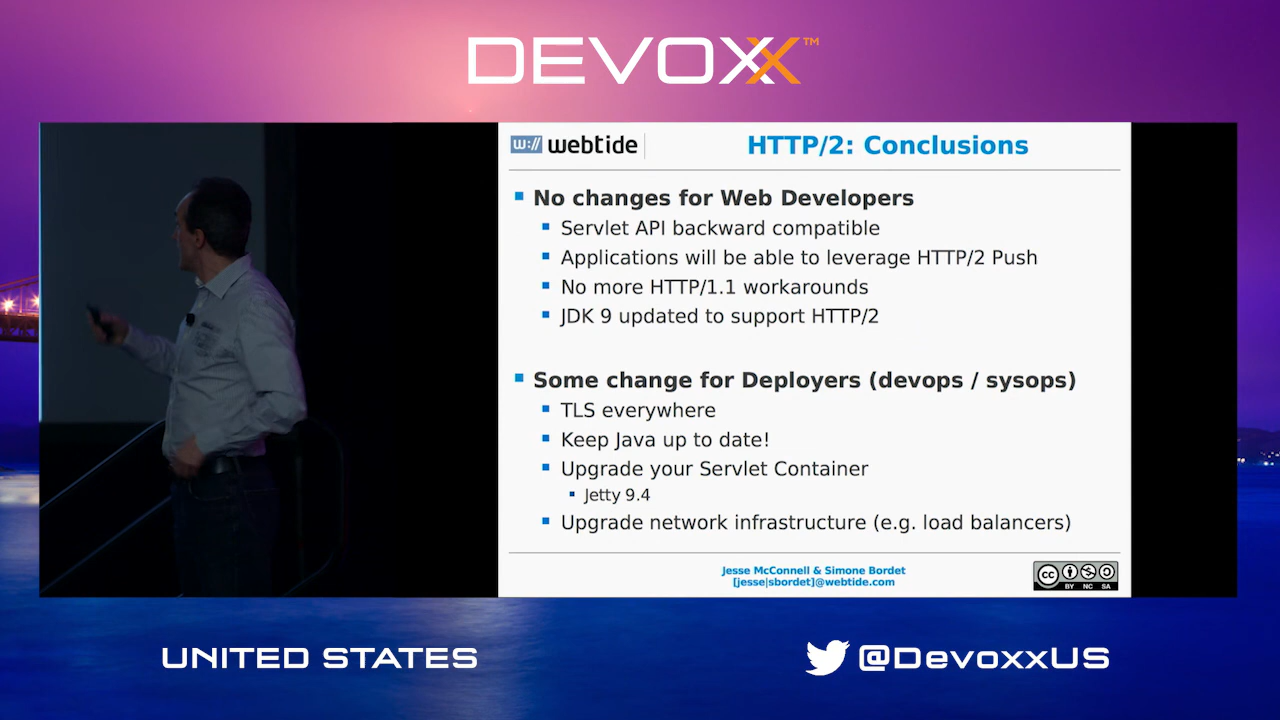 DEVOXX™
w:// webtide
HTTP/2: Conclusions
No changes for Web Developers
Servlet API backward compatible
Applications will be able to leverage HTTP/2 Push
No more HTTP/1.1 workarounds
JDK 9 updated to support HTTP/2
Some change for Deployers (devops / sysops)
TLS everywhere
Keep Java up to date!
Upgrade your Servlet Container
Jetty 9.4
Upgrade network infrastructure (e.g. load balancers)
Jesse McConnell & Simone Bordet
[jesse|sbordet]@webtide.com
cc
BY NC SA
UNITED STATES
@DevoxxUS